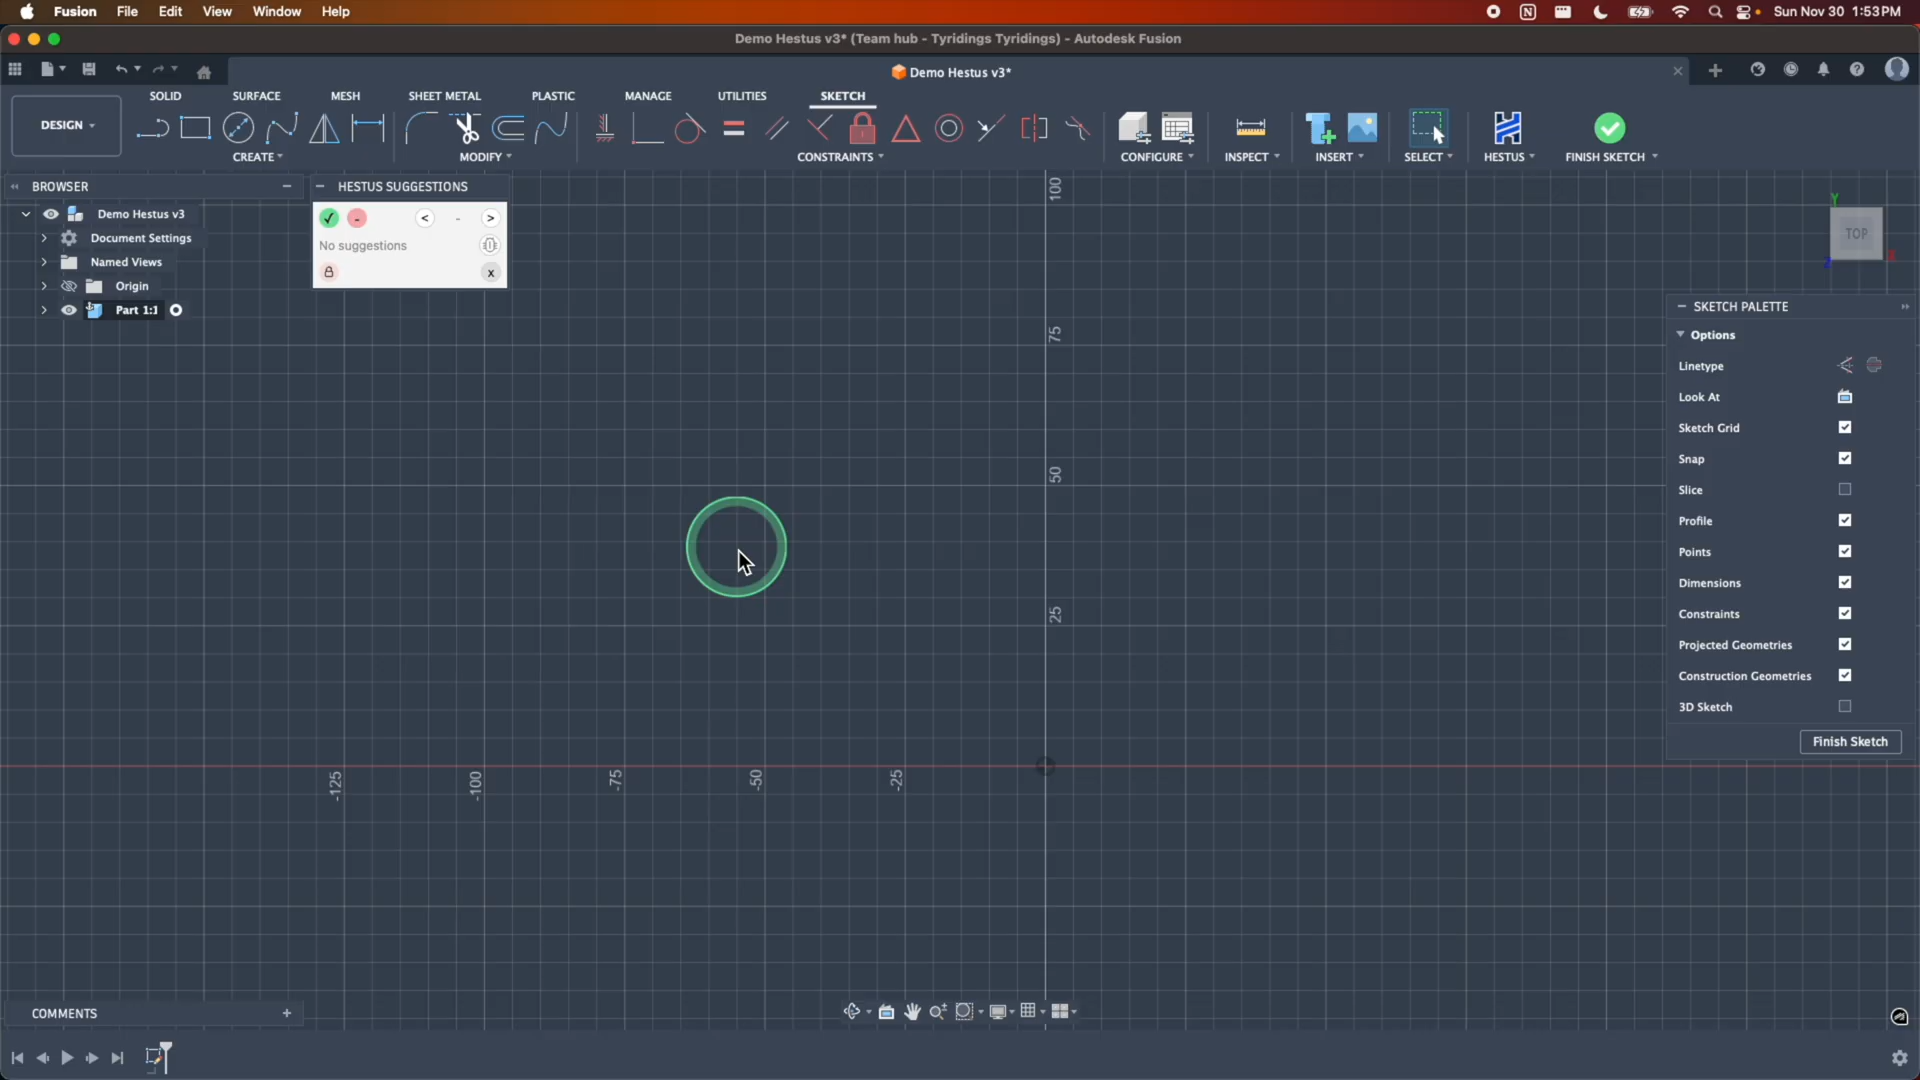 Fusion File Edit View Window Help
Sun Nov 30 1:53 PM
Demo Hestus v3* (Team hub - Tyridings Tyridings) - Autodesk Fusion
Demo Hestus v3*
SOLID SURFACE MESH SHEET METAL PLASTIC MANAGE UTILITIES SKETCH
DESIGN
CREATE MODIFY CONSTRAINTS CONFIGURE INSPECT INSERT SELECT HESTUS FINISH SKETCH
BROWSER
Demo Hestus v3
Document Settings
Named Views
Origin
Part 1:1
HESTUS SUGGESTIONS
< - >
No suggestions
x
100
75
50
25
-125
-100
-75
-50
-25
Y
TOP
Z
SKETCH PALETTE
Options
Linetype
Look At
Sketch Grid
Snap
Slice
Profile
Points
Dimensions
Constraints
Projected Geometries
Construction Geometries
3D Sketch
Finish Sketch
COMMENTS